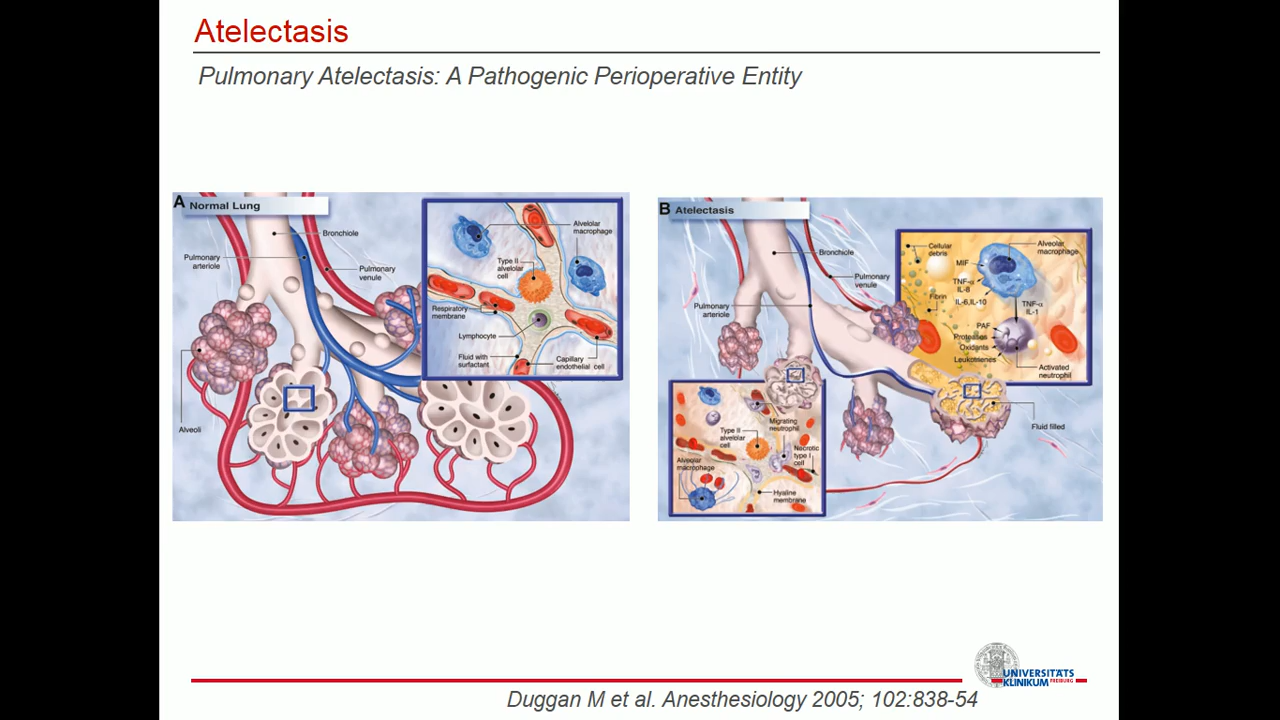 Atelectasis
Pulmonary Atelectasis: A Pathogenic Perioperative Entity
A Normal Lung
Bronchiole
Pulmonary
arteriole
Pulmonary
venule
Alveoli
Alvelolar
macrophage
Type II
alvelolar
cell
Respiratory
membrane
Lymphocyte
Fluid with
surfactant
Capillary
endothelial cell
B Atelectasis
Bronchiole
Pulmonary
venule
Pulmonary
arteriole
Cellular
debris
Alveolar
macrophage
MIF
TNF-α
IL-8
IL-6,IL-10
Fibrin
TNF-α
IL-1
PAF
Proteases
Oxidants
Leukotrienes
Activated
neutrophil
Fluid filled
Migrating
neutrophil
Type II
alvelolar
cell
Necrotic
type I
cell
Alveolar
macrophage
Hyaline
membrane
UNIVERSITÄTS
KLINIKUM FREIBURG
Duggan M et al. Anesthesiology 2005; 102:838-54